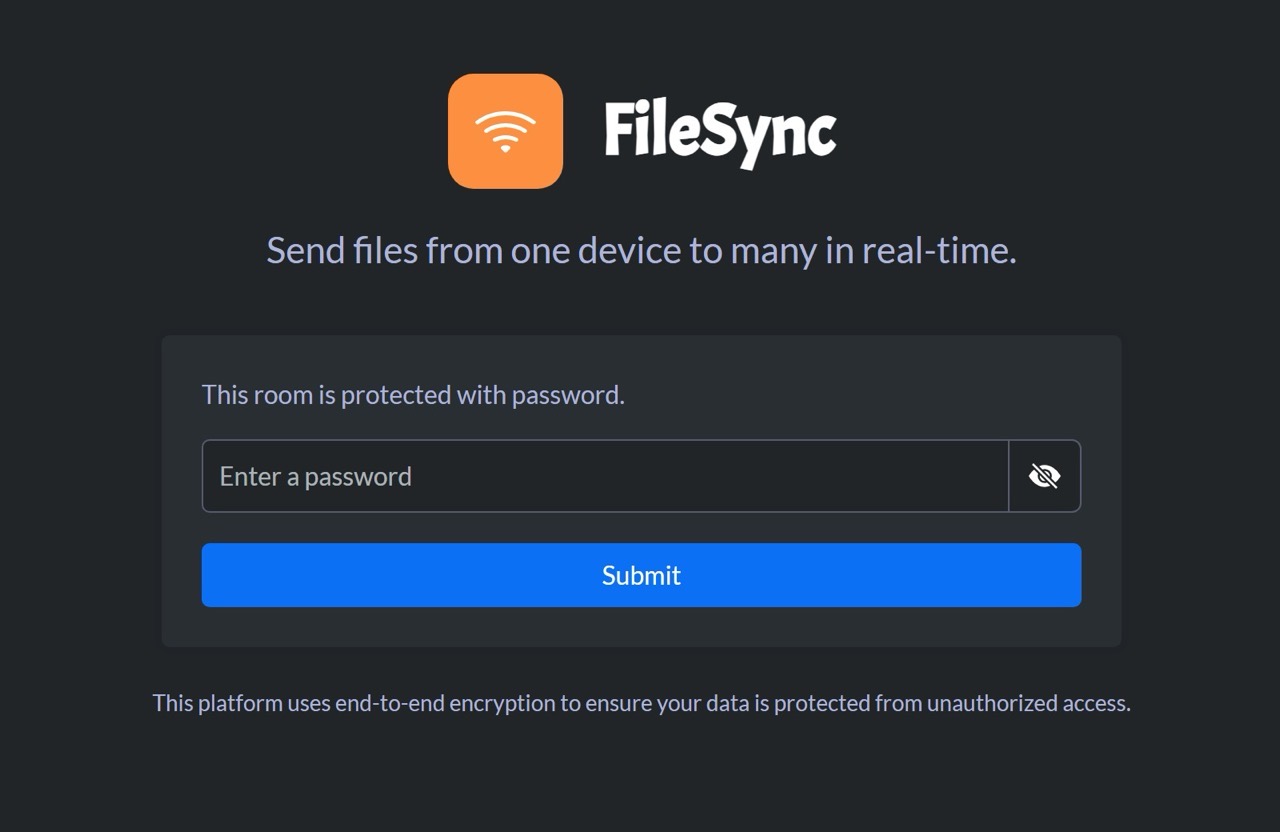 FileSync
Send files from one device to many in real-time.
This room is protected with password.
Enter a password
Submit
This platform uses end-to-end encryption to ensure your data is protected from unauthorized access.